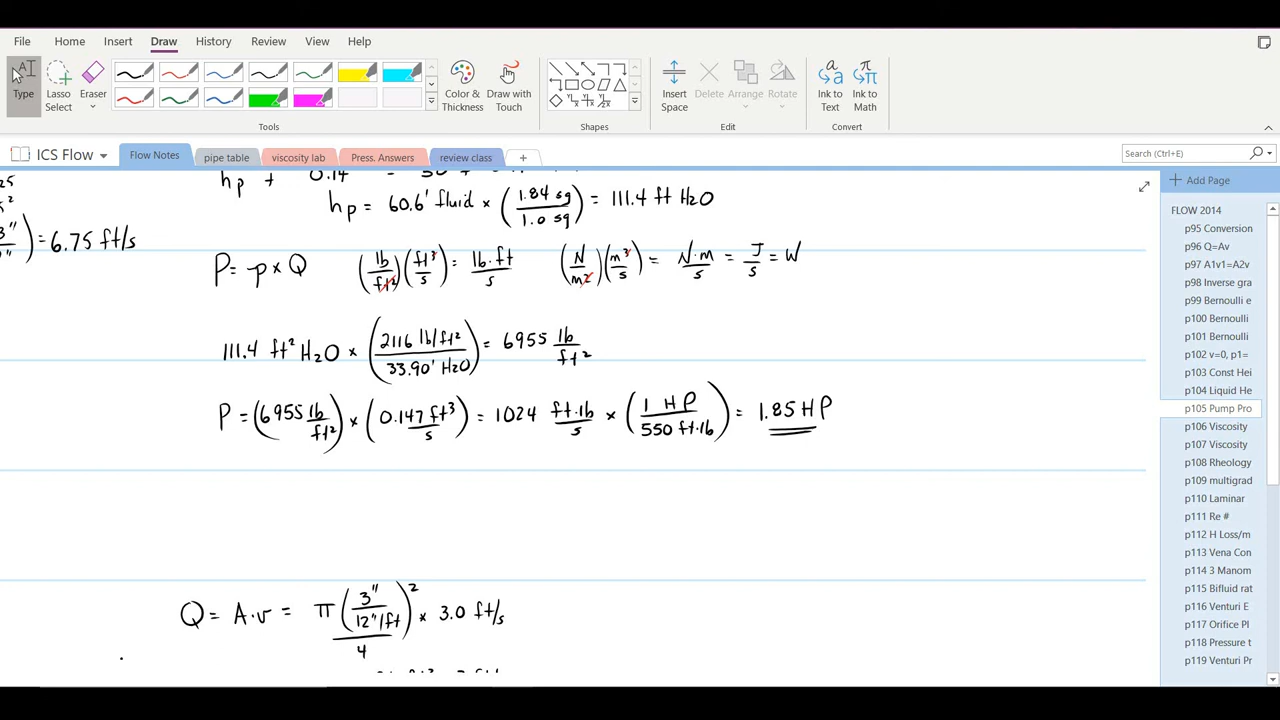 File Home Insert Draw History Review View Help
Type Lasso Select Eraser Color & Thickness Draw with Touch Insert Space Delete Arrange Rotate Ink to Text Ink to Math
Tools Shapes Edit Convert
ICS Flow Flow Notes pipe table viscosity lab Press. Answers review class + Search (Ctrl+E)
Add Page
FLOW 2014
p95 Conversion
p96 Q=Av
p97 A1v1=A2v
p98 Inverse gra
p99 Bernoulli e
p100 Bernoulli
p101 Bernoulli
p102 v=0, p1=
p103 Const Hei
p104 Liquid He
p105 Pump Pro
p106 Viscosity
p107 Viscosity
p108 Rheology
p109 multigrad
p110 Laminar
p111 Re #
p112 H Loss/m
p113 Vena Con
p114 3 Manom
p115 Bifluid rat
p116 Venturi E
p117 Orifice Pl
p118 Pressure t
p119 Venturi Pr
hp + 0.14 =
hp = 60.6' fluid × (1.84 sg / 1.0 sg) = 111.4 ft H2O
= 6.75 ft/s
P = p × Q (lb/ft²)(ft³/s) = lb·ft/s (N/m²)(m³/s) = N·m/s = J/s = W
111.4 ft² H2O × (2116 lb/ft² / 33.90' H2O) = 6955 lb/ft²
P = (6955 lb/ft²) × (0.147 ft³/s) = 1024 ft·lb/s × (1 HP / 550 ft·lb) = 1.85 HP
Q = A·v = π(3"/12"/ft)²/4 × 3.0 ft/s